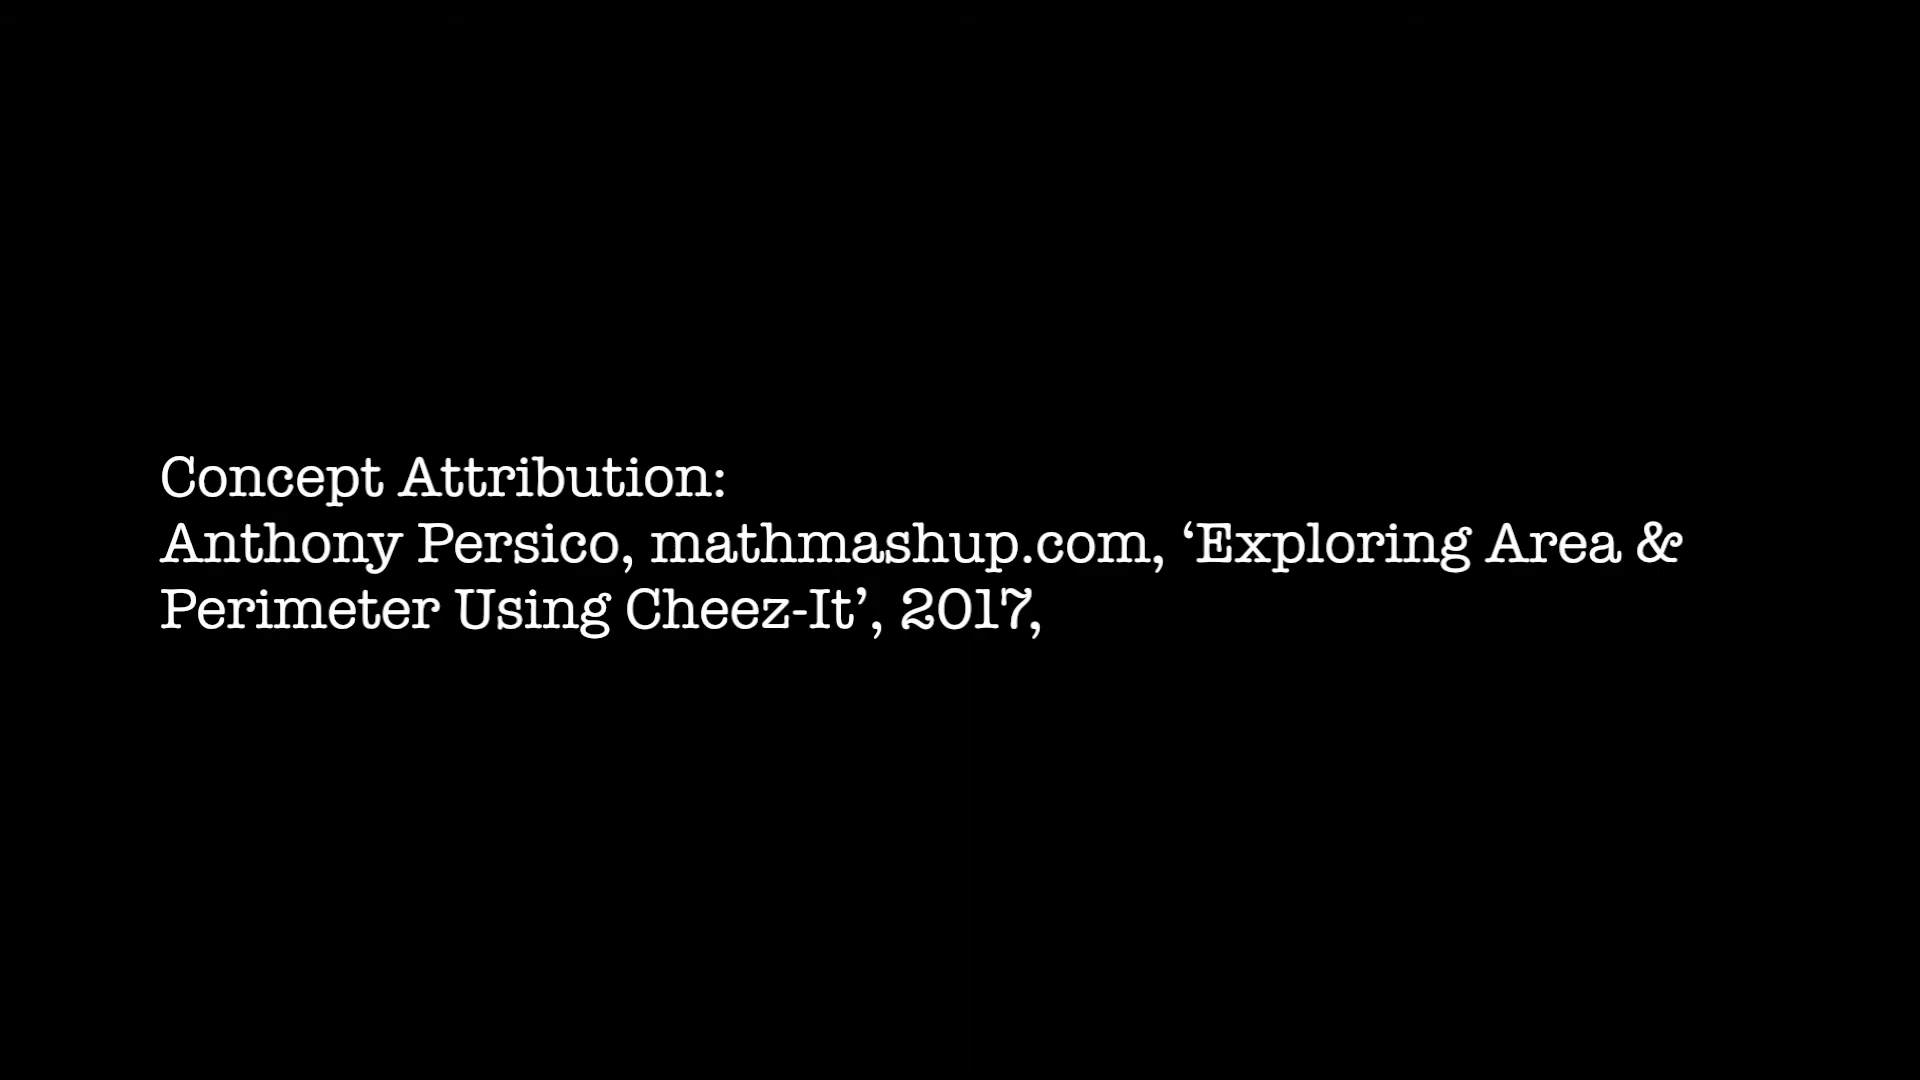 Concept Attribution:
Anthony Persico, mathmashup.com, ‘Exploring Area &
Perimeter Using Cheez-It’, 2017,